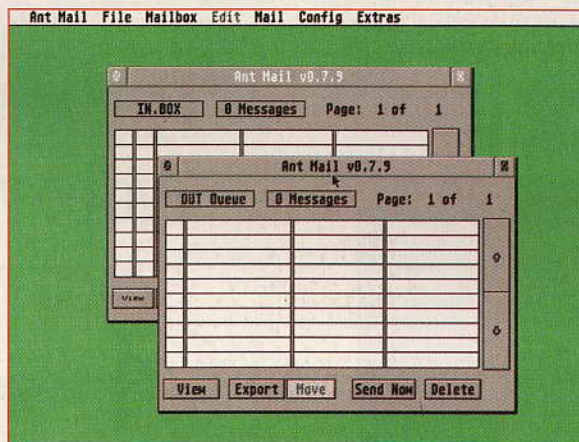 Ant Mail File Mailbox Edit Mail Config Extras
Ant Mail v0.7.9
IN.BOX 0 Messages Page: 1 of 1
Ant Mail v0.7.9
OUT Queue 0 Messages Page: 1 of 1
View
View Export Move Send Now Delete